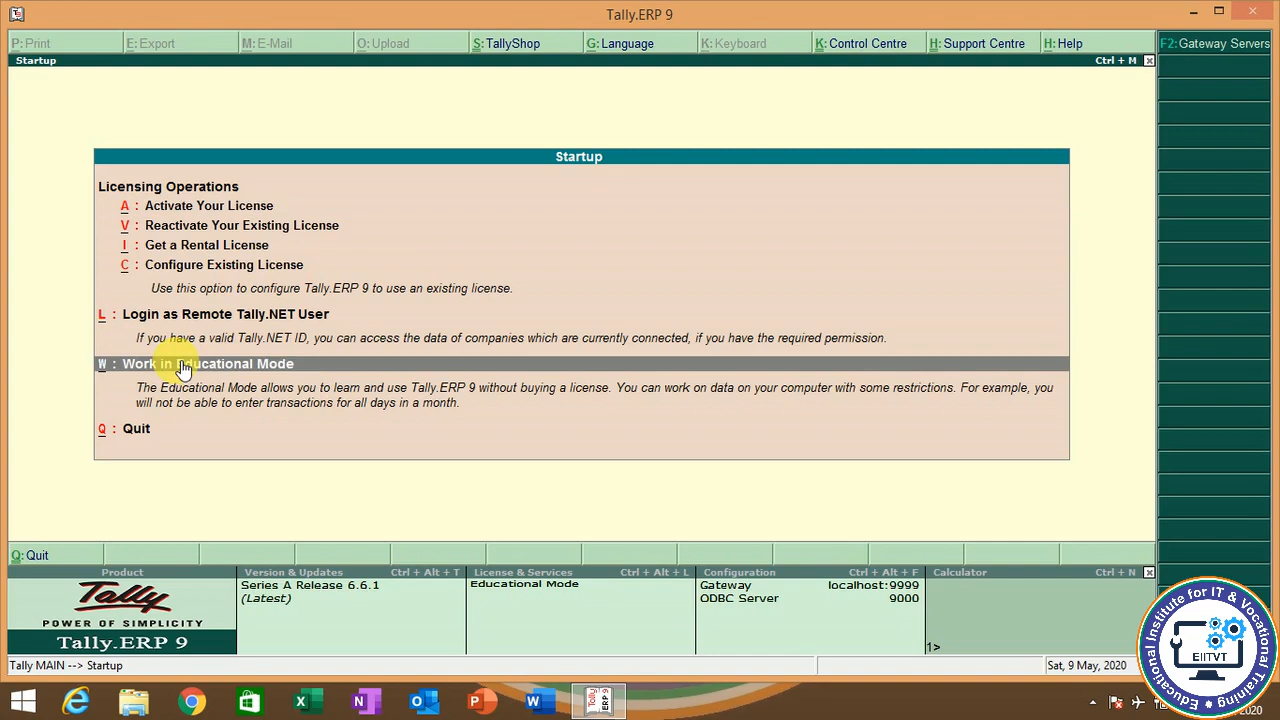 Tally.ERP 9
P: Print
E: Export
M: E-Mail
O: Upload
S: TallyShop
G: Language
K: Keyboard
K: Control Centre
H: Support Centre
H: Help
F2: Gateway Servers
Startup
Ctrl + M
Startup
Licensing Operations
A : Activate Your License
V : Reactivate Your Existing License
I : Get a Rental License
C : Configure Existing License
Use this option to configure Tally.ERP 9 to use an existing license.
L : Login as Remote Tally.NET User
If you have a valid Tally.NET ID, you can access the data of companies which are currently connected, if you have the required permission.
W : Work in Educational Mode
The Educational Mode allows you to learn and use Tally.ERP 9 without buying a license. You can work on data on your computer with some restrictions. For example, you
will not be able to enter transactions for all days in a month.
Q : Quit
Q: Quit
Product
Version & Updates Ctrl + Alt + T
License & Services Ctrl + Alt + L
Configuration Ctrl + Alt + F
Calculator Ctrl + N
Tally
POWER OF SIMPLICITY
Tally.ERP 9
Series A Release 6.6.1
(Latest)
Educational Mode
Gateway localhost:9999
ODBC Server 9000
1>
Tally MAIN --> Startup
Sat, 9 May, 2020
2020
Educational Institute for IT & Vocational Training Education
EIITVT